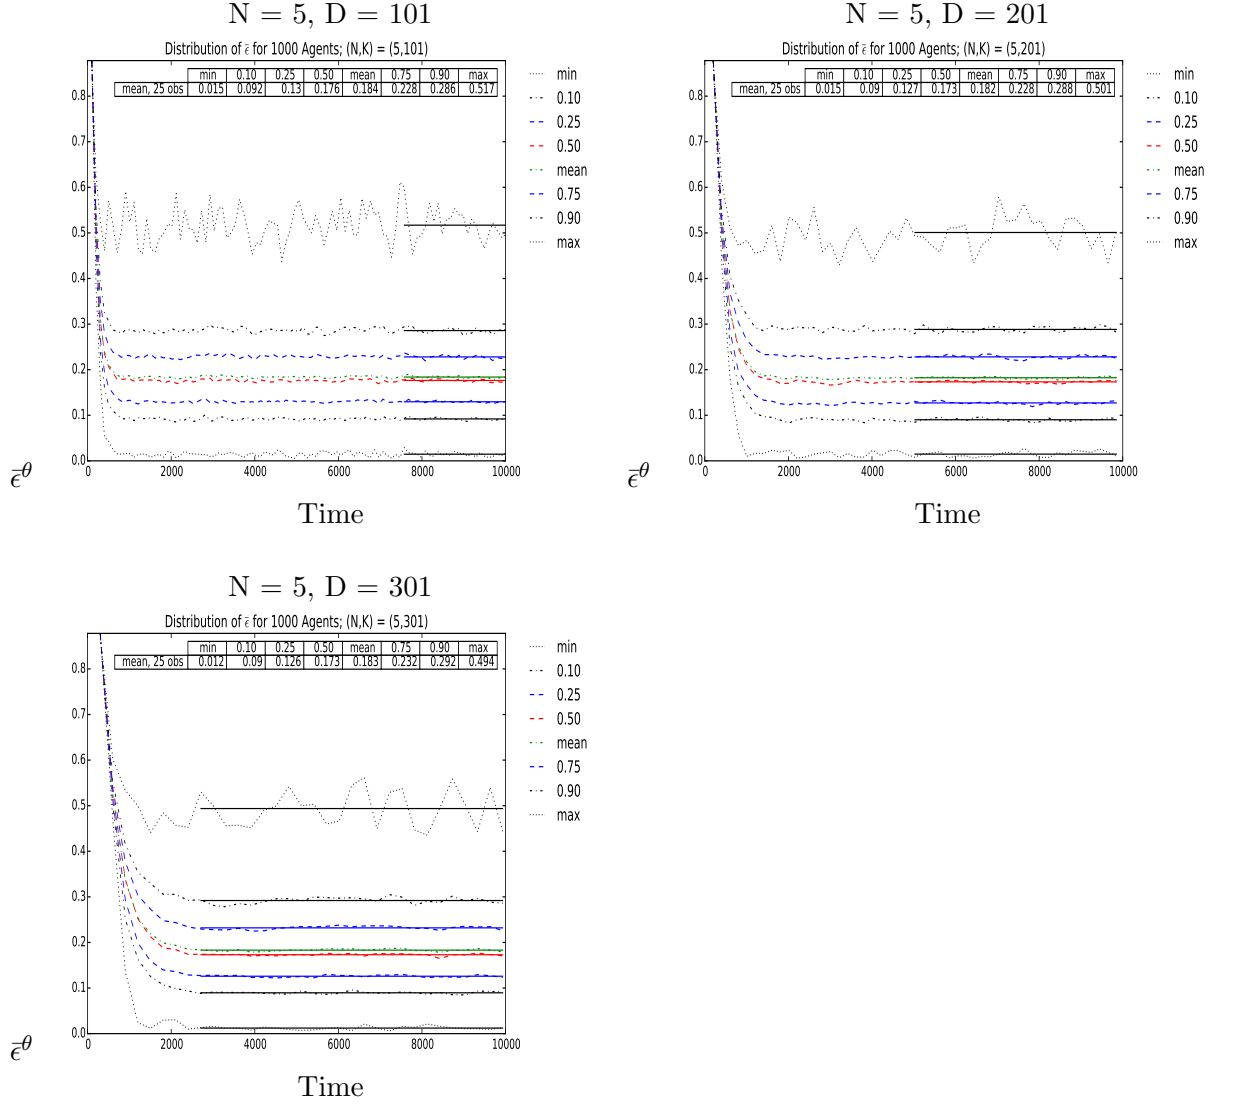 N = 5, D = 101
Distribution of ε̄ for 1000 Agents; (N,K) = (5,101)
min 0.10 0.25 0.50 mean 0.75 0.90 max
mean, 25 obs 0.015 0.092 0.13 0.176 0.184 0.228 0.286 0.517
0.8
0.7
0.6
0.5
0.4
0.3
0.2
0.1
0.0
0 2000 4000 6000 8000 10000
min
0.10
0.25
0.50
mean
0.75
0.90
max
ϵ̄^θ
Time
N = 5, D = 201
Distribution of ε̄ for 1000 Agents; (N,K) = (5,201)
min 0.10 0.25 0.50 mean 0.75 0.90 max
mean, 25 obs 0.015 0.09 0.127 0.173 0.182 0.228 0.288 0.501
0.8
0.7
0.6
0.5
0.4
0.3
0.2
0.1
0.0
0 2000 4000 6000 8000 10000
min
0.10
0.25
0.50
mean
0.75
0.90
max
ϵ̄^θ
Time
N = 5, D = 301
Distribution of ε̄ for 1000 Agents; (N,K) = (5,301)
min 0.10 0.25 0.50 mean 0.75 0.90 max
mean, 25 obs 0.012 0.09 0.126 0.173 0.183 0.232 0.292 0.494
0.8
0.7
0.6
0.5
0.4
0.3
0.2
0.1
0.0
0 2000 4000 6000 8000 10000
min
0.10
0.25
0.50
mean
0.75
0.90
max
ϵ̄^θ
Time